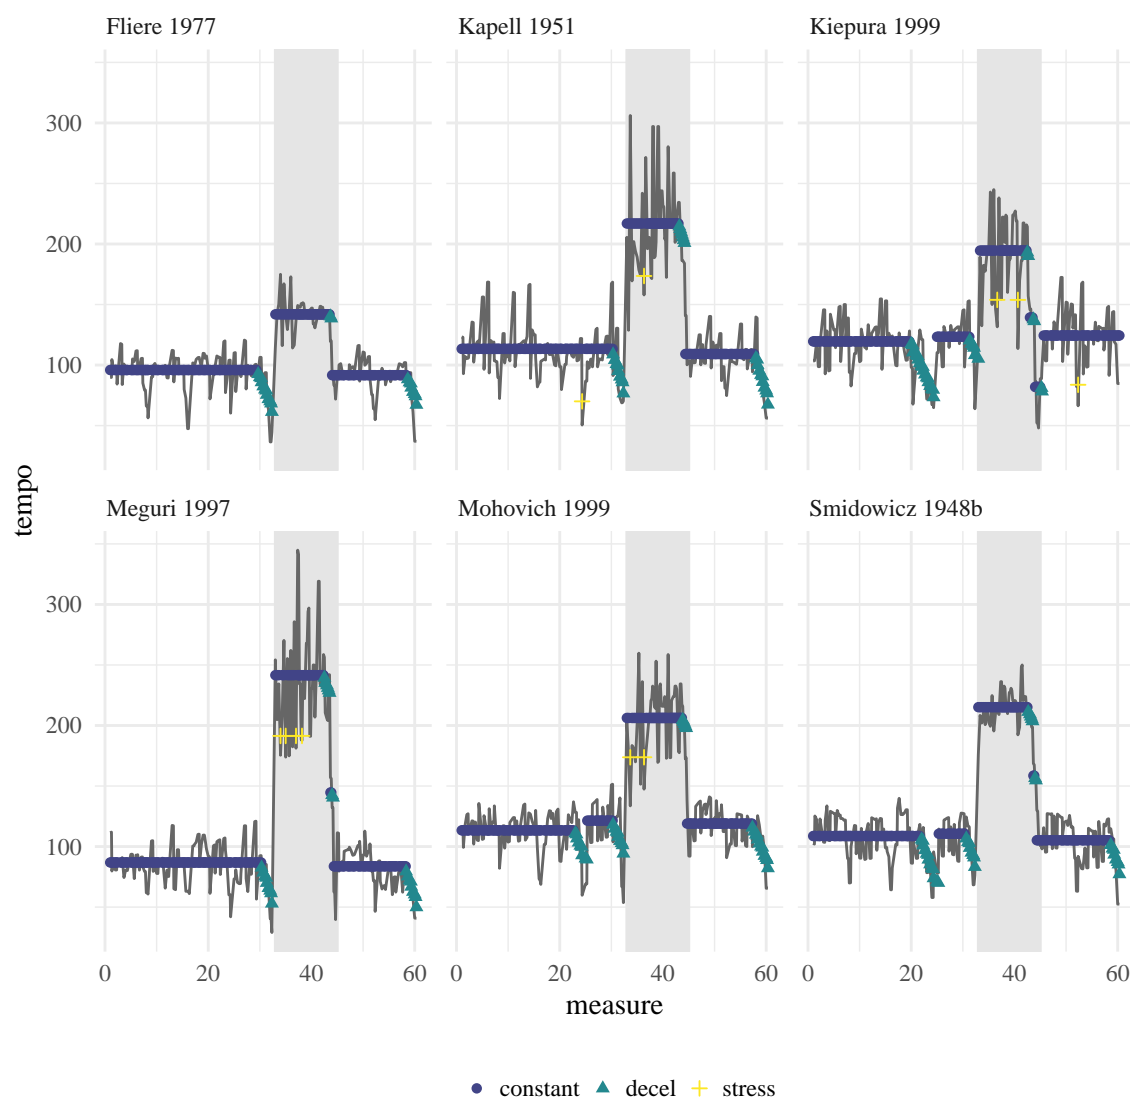 Fliere 1977 Kapell 1951 Kiepura 1999
300
200
100
Meguri 1997 Mohovich 1999 Smidowicz 1948b
300
200
100
0 20 40 60 0 20 40 60 0 20 40 60
measure
tempo
constant decel stress